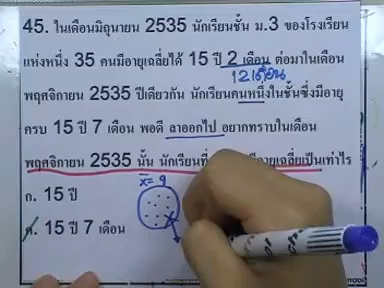 45. ในเดือนมิถุนายน 2535 นักเรียนชั้น ม.3 ของโรงเรียน
แห่งหนึ่ง 35 คนมีอายุเฉลี่ยได้ 15 ปี 2 เดือน ต่อมาในเดือน
12 เดือน
พฤศจิกายน 2535 ปีเดียวกัน นักเรียนคนหนึ่งในชั้นซึ่งมีอายุ
ครบ 15 ปี 7 เดือน พอดี ลาออกไป อยากทราบในเดือน
พฤศจิกายน 2535 นั้น นักเรียนที่ มีอายุเฉลี่ยเป็นเท่าไร
ก. 15 ปี
x̄ = 9
ค. 15 ปี 7 เดือน